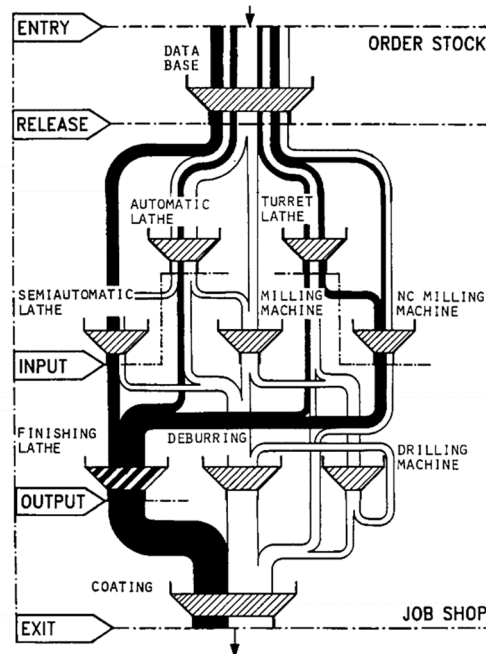 ENTRY
ORDER STOCK
DATA
BASE
RELEASE
AUTOMATIC
LATHE
TURRET
LATHE
SEMIAUTOMATIC
LATHE
MILLING
MACHINE
NC MILLING
MACHINE
INPUT
FINISHING
LATHE
DEBURRING
DRILLING
MACHINE
OUTPUT
COATING
EXIT
JOB SHOP